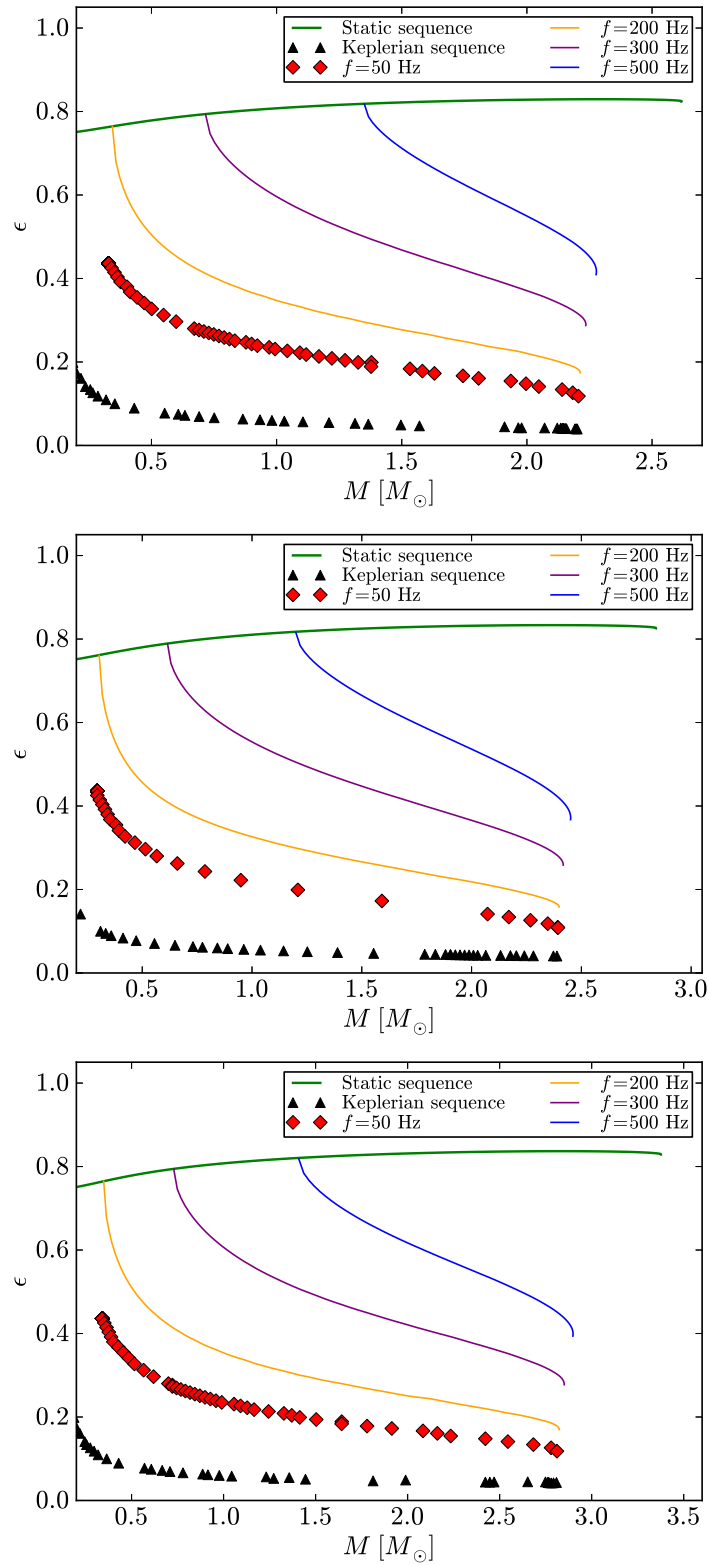 1.0
Static sequence f=200 Hz
Keplerian sequence f=300 Hz
f=50 Hz f=500 Hz
0.8
0.6
ϵ
0.4
0.2
0.0
0.5 1.0 1.5 2.0 2.5
M [M⊙]
1.0
Static sequence f=200 Hz
Keplerian sequence f=300 Hz
f=50 Hz f=500 Hz
0.8
0.6
ϵ
0.4
0.2
0.0
0.5 1.0 1.5 2.0 2.5 3.0
M [M⊙]
1.0
Static sequence f=200 Hz
Keplerian sequence f=300 Hz
f=50 Hz f=500 Hz
0.8
0.6
ϵ
0.4
0.2
0.0
0.5 1.0 1.5 2.0 2.5 3.0 3.5
M [M⊙]